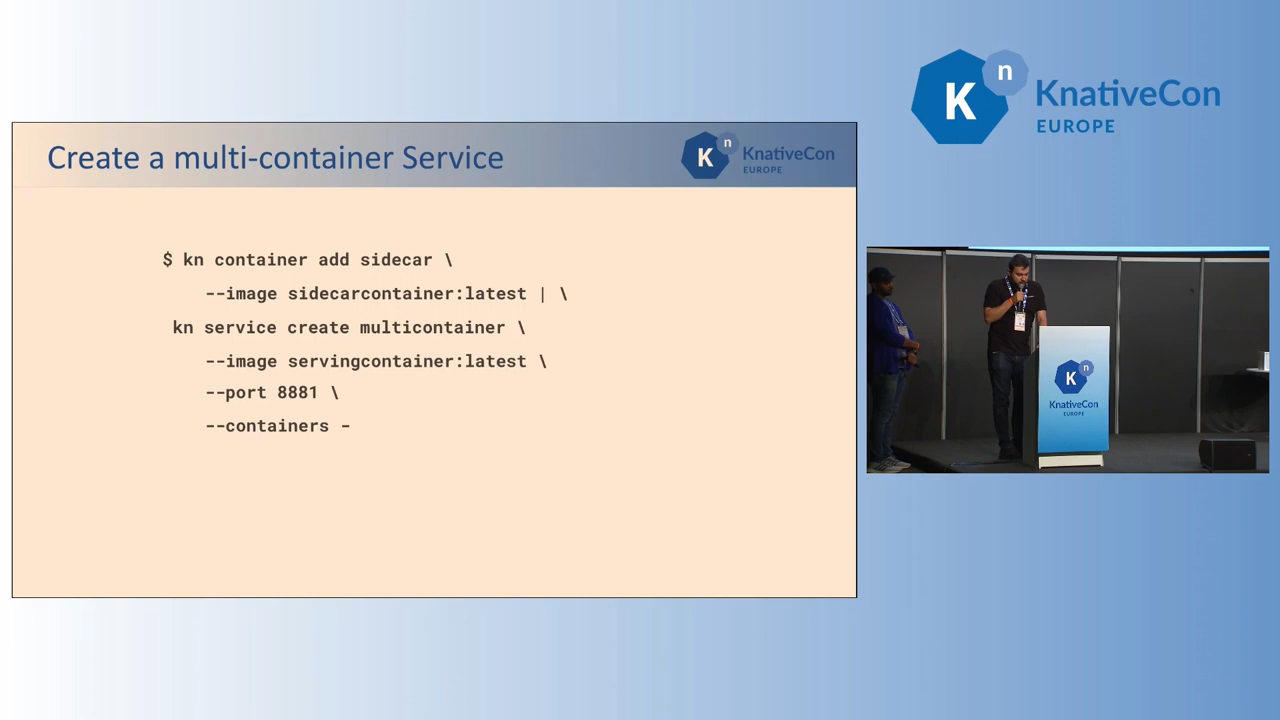 K n KnativeCon
EUROPE
Create a multi-container Service
K n KnativeCon
EUROPE
$ kn container add sidecar \
--image sidecarcontainer:latest | \
kn service create multicontainer \
--image servingcontainer:latest \
--port 8881 \
--containers -
K n
KnativeCon
EUROPE